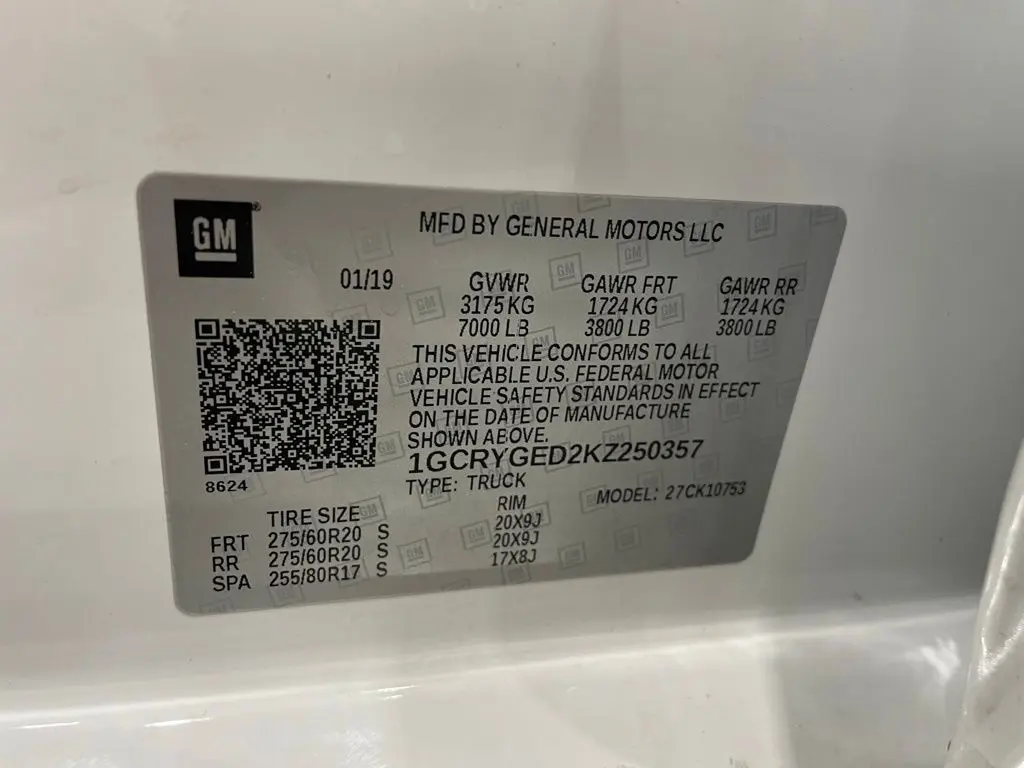 GM
MFD BY GENERAL MOTORS LLC
01/19 GVWR GAWR FRT GAWR RR
3175 KG 1724 KG 1724 KG
7000 LB 3800 LB 3800 LB
THIS VEHICLE CONFORMS TO ALL
APPLICABLE U.S. FEDERAL MOTOR
VEHICLE SAFETY STANDARDS IN EFFECT
ON THE DATE OF MANUFACTURE
SHOWN ABOVE.
1GCRYGED2KZ250357
8624
TYPE: TRUCK MODEL: 27CK10753
TIRE SIZE RIM
FRT 275/60R20 S 20X9J
RR 275/60R20 S 20X9J
SPA 255/80R17 S 17X8J